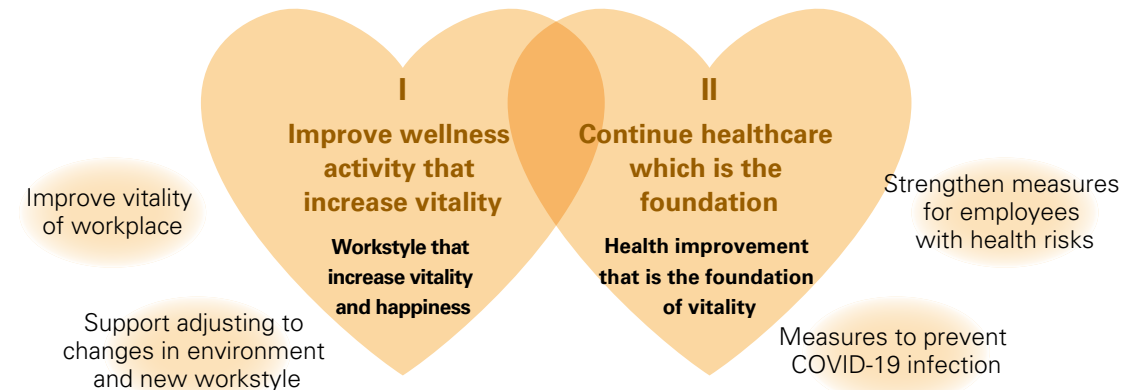 I
Improve wellness
activity that
increase vitality
Workstyle that
increase vitality
and happiness
II
Continue healthcare
which is the
foundation
Health improvement
that is the foundation
of vitality
Improve vitality
of workplace
Support adjusting to
changes in environment
and new workstyle
Strengthen measures
for employees
with health risks
Measures to prevent
COVID-19 infection